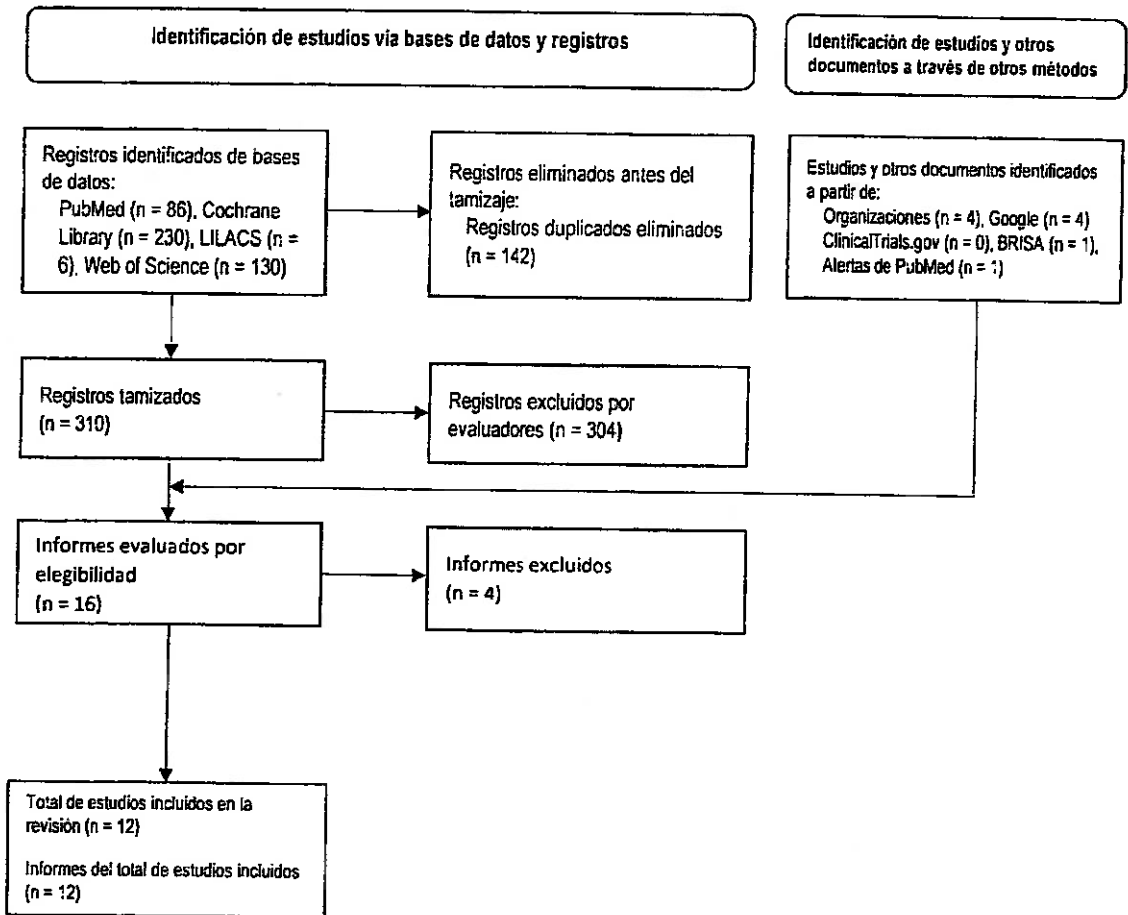 Identificación de estudios vía bases de datos y registros
Identificación de estudios y otros
documentos a través de otros métodos
Registros identificados de bases
de datos:
PubMed (n = 86), Cochrane
Library (n = 230), LILACS (n =
6), Web of Science (n = 130)
Registros eliminados antes del
tamizaje:
Registros duplicados eliminados
(n = 142)
Estudios y otros documentos identificados
a partir de:
Organizaciones (n = 4), Google (n = 4)
ClinicalTrials.gov (n = 0), BRISA (n = 1),
Alertas de PubMed (n = 1)
Registros tamizados
(n = 310)
Registros excluidos por
evaluadores (n = 304)
Informes evaluados por
elegibilidad
(n = 16)
Informes excluidos
(n = 4)
Total de estudios incluidos en la
revisión (n = 12)
Informes del total de estudios incluidos
(n = 12)